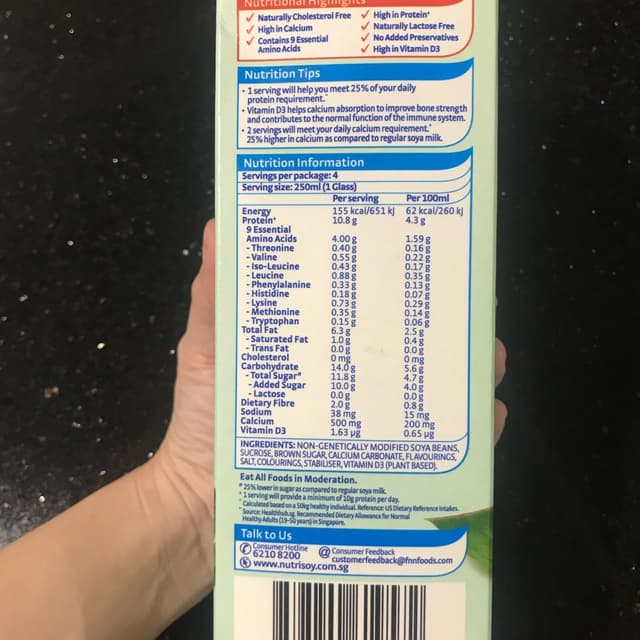 Nutritional Highlights
✓ Naturally Cholesterol Free
✓ High in Calcium
✓ Contains 9 Essential
Amino Acids
✓ High in Protein⁺
✓ Naturally Lactose Free
✓ No Added Preservatives
✓ High in Vitamin D3
Nutrition Tips
• 1 serving will help you meet 25% of your daily
protein requirement.
• Vitamin D3 helps calcium absorption to improve bone strength
and contributes to the normal function of the immune system.
• 2 servings will meet your daily calcium requirement.
25% higher in calcium as compared to regular soya milk.
Nutrition Information
Servings per package: 4
Serving size: 250ml (1 Glass)
Per serving Per 100ml
Energy 155 kcal/651 kJ 62 kcal/260 kJ
Protein⁺ 10.8 g 4.3 g
9 Essential
Amino Acids 4.00 g 1.59 g
- Threonine 0.40 g 0.16 g
- Valine 0.55 g 0.22 g
- Iso-Leucine 0.43 g 0.17 g
- Leucine 0.88 g 0.35 g
- Phenylalanine 0.33 g 0.13 g
- Histidine 0.18 g 0.07 g
- Lysine 0.73 g 0.29 g
- Methionine 0.35 g 0.14 g
- Tryptophan 0.15 g 0.06 g
Total Fat 6.3 g 2.5 g
- Saturated Fat 1.0 g 0.4 g
- Trans Fat 0.0 g 0.0 g
Cholesterol 0 mg 0 mg
Carbohydrate 14.0 g 5.6 g
- Total Sugar# 11.8 g 4.7 g
- Added Sugar 10.0 g 4.0 g
- Lactose 0.0 g 0.0 g
Dietary Fibre 2.0 g 0.8 g
Sodium 38 mg 15 mg
Calcium 500 mg 200 mg
Vitamin D3 1.63 µg 0.65 µg
INGREDIENTS: NON-GENETICALLY MODIFIED SOYA BEANS,
SUCROSE, BROWN SUGAR, CALCIUM CARBONATE, FLAVOURINGS,
SALT, COLOURINGS, STABILISER, VITAMIN D3 (PLANT BASED).
Eat All Foods in Moderation.
# 25% lower in sugar as compared to regular soya milk.
⁺ 1 serving will provide a minimum of 10g protein per day.
Calculated based on a 50kg healthy individual. Reference: US Dietary Reference Intakes.
Source: Healthhub.sg. Recommended Dietary Allowance for Normal
Healthy Adults (19-50 years) in Singapore.
Talk to Us
Consumer Hotline
6210 8200
@ Consumer Feedback
customerfeedback@fnnfoods.com
www.nutrisoy.com.sg